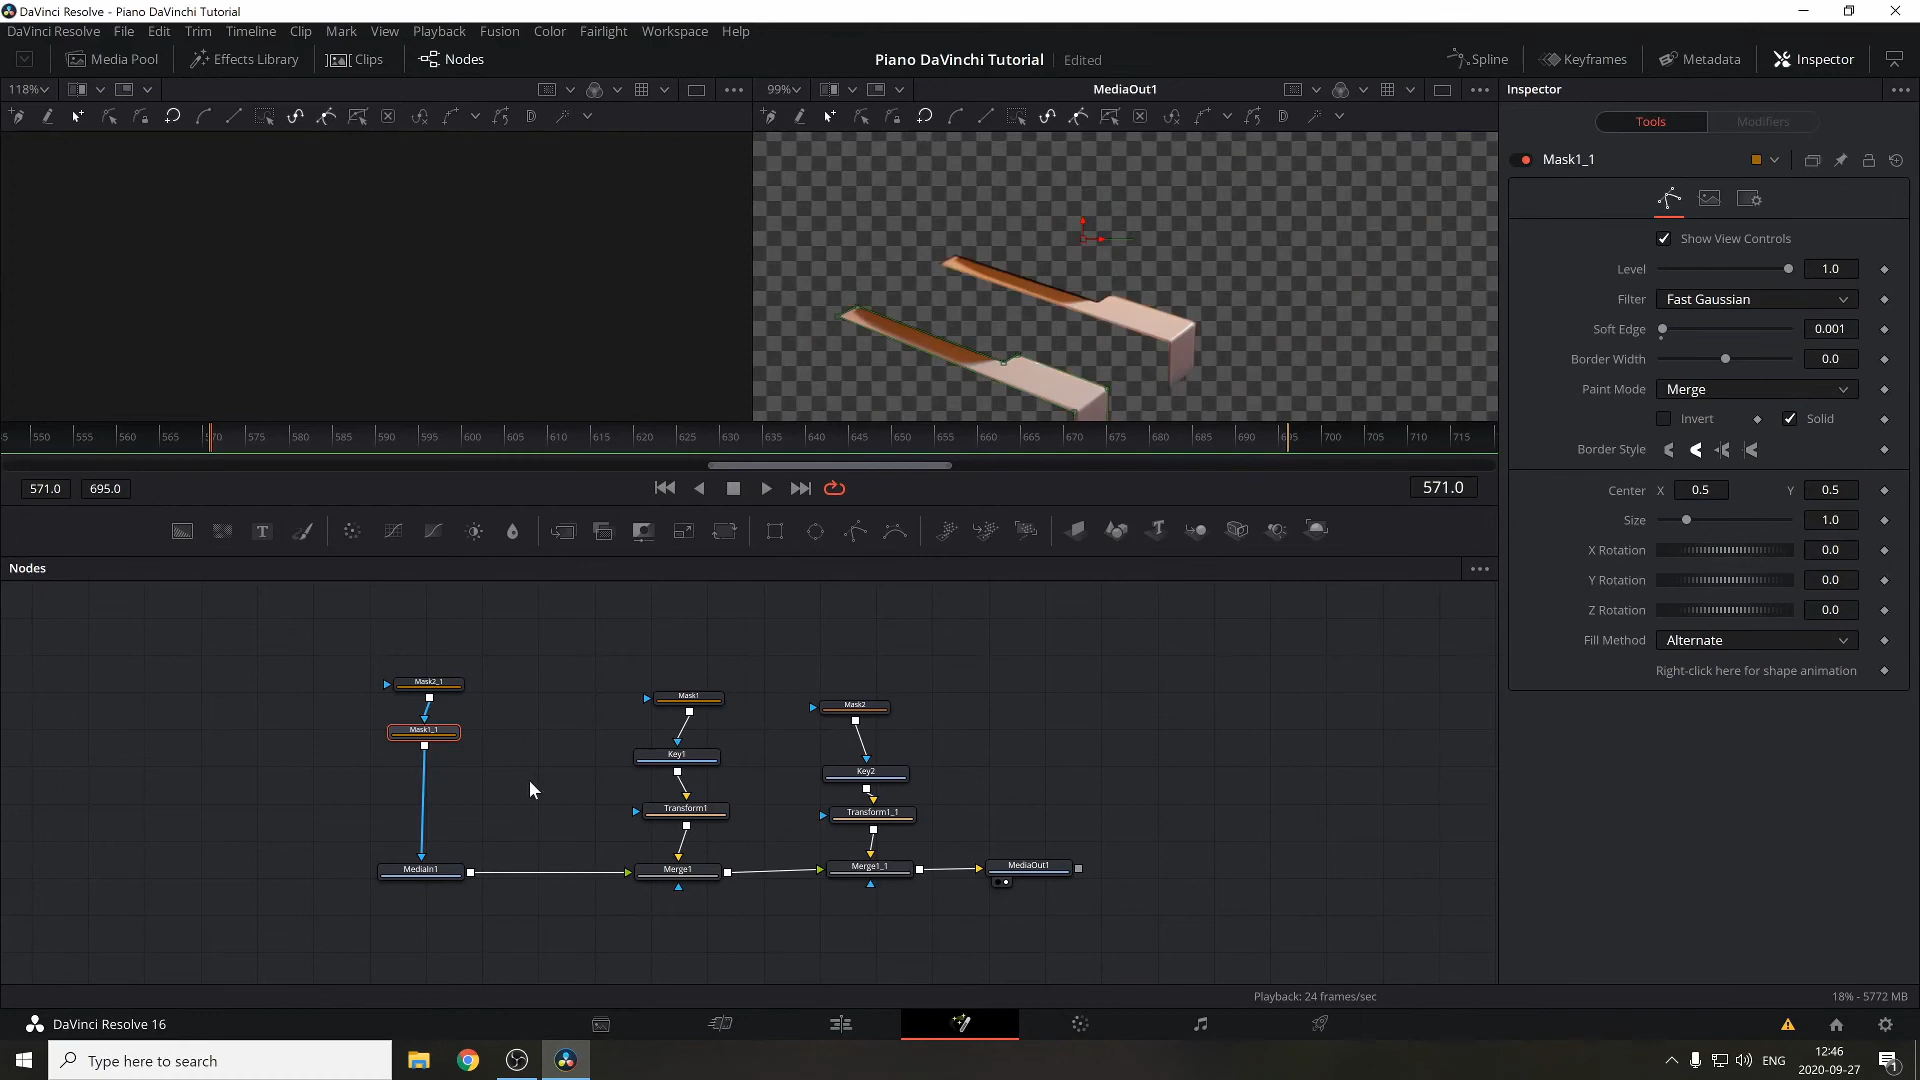 DaVinci Resolve - Piano DaVinchi Tutorial
DaVinci Resolve File Edit Trim Timeline Clip Mark View Playback Fusion Color Fairlight Workspace Help
Media Pool Effects Library Clips Nodes Piano DaVinchi Tutorial Edited Spline Keyframes Metadata Inspector
118% 99% MediaOut1 Inspector
Tools Modifiers
Mask1_1
Show View Controls
Level 1.0
Filter Fast Gaussian
Soft Edge 0.001
Border Width 0.0
Paint Mode Merge
Invert Solid
Border Style
Center X 0.5 Y 0.5
Size 1.0
X Rotation 0.0
Y Rotation 0.0
Z Rotation 0.0
Fill Method Alternate
Right-click here for shape animation
550 555 560 565 570 575 580 585 590 595 600 605 610 615 620 625 630 635 640 645 650 655 660 665 670 675 680 685 690 695 700 705 710 715
571.0 695.0 571.0
T
Nodes
Mask2_1
Mask1_1
MediaIn1
Mask1
Key1
Transform1
Merge1
Mask2
Key2
Transform1_1
Merge1_1
MediaOut1
Playback: 24 frames/sec 18% - 5772 MB
DaVinci Resolve 16
Type here to search
ENG
12:46
2020-09-27
1